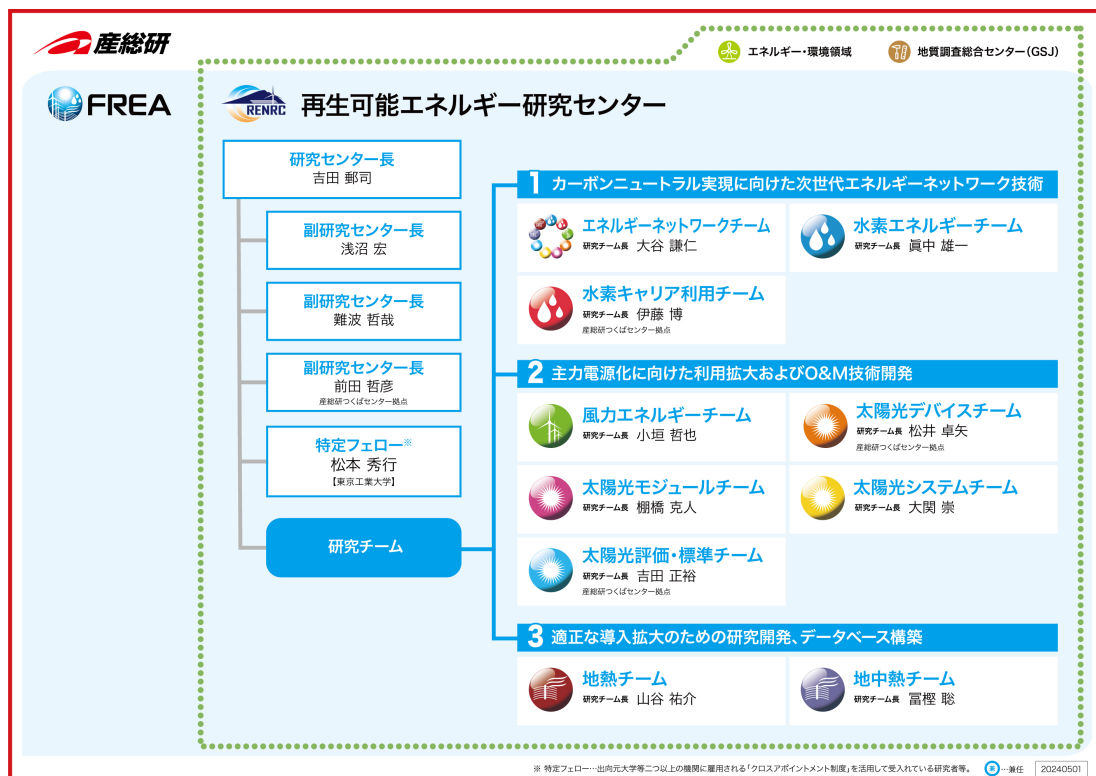 産総研
エネルギー・環境領域
地質調査総合センター(GSJ)
FREA
RENRC
再生可能エネルギー研究センター
研究センター長
吉田 郵司
副研究センター長
浅沼 宏
副研究センター長
難波 哲哉
副研究センター長
前田 哲彦
産総研つくばセンター拠点
特定フェロー※
松本 秀行
【東京工業大学】
研究チーム
1 カーボンニュートラル実現に向けた次世代エネルギーネットワーク技術
エネルギーネットワークチーム
研究チーム長 大谷 謙仁
水素エネルギーチーム
研究チーム長 眞中 雄一
水素キャリア利用チーム
研究チーム長 伊藤 博
産総研つくばセンター拠点
2 主力電源化に向けた利用拡大およびO&M技術開発
風力エネルギーチーム
研究チーム長 小垣 哲也
太陽光デバイスチーム
研究チーム長 松井 卓矢
産総研つくばセンター拠点
太陽光モジュールチーム
研究チーム長 棚橋 克人
太陽光システムチーム
研究チーム長 大関 崇
太陽光評価・標準チーム
研究チーム長 吉田 正裕
産総研つくばセンター拠点
3 適正な導入拡大のための研究開発、データベース構築
地熱チーム
研究チーム長 山谷 祐介
地中熱チーム
研究チーム長 冨樫 聡
※ 特定フェロー…出向元大学等二つ以上の機関に雇用される「クロスアポイントメント制度」を活用して受入れている研究者等。
…兼任
20240501